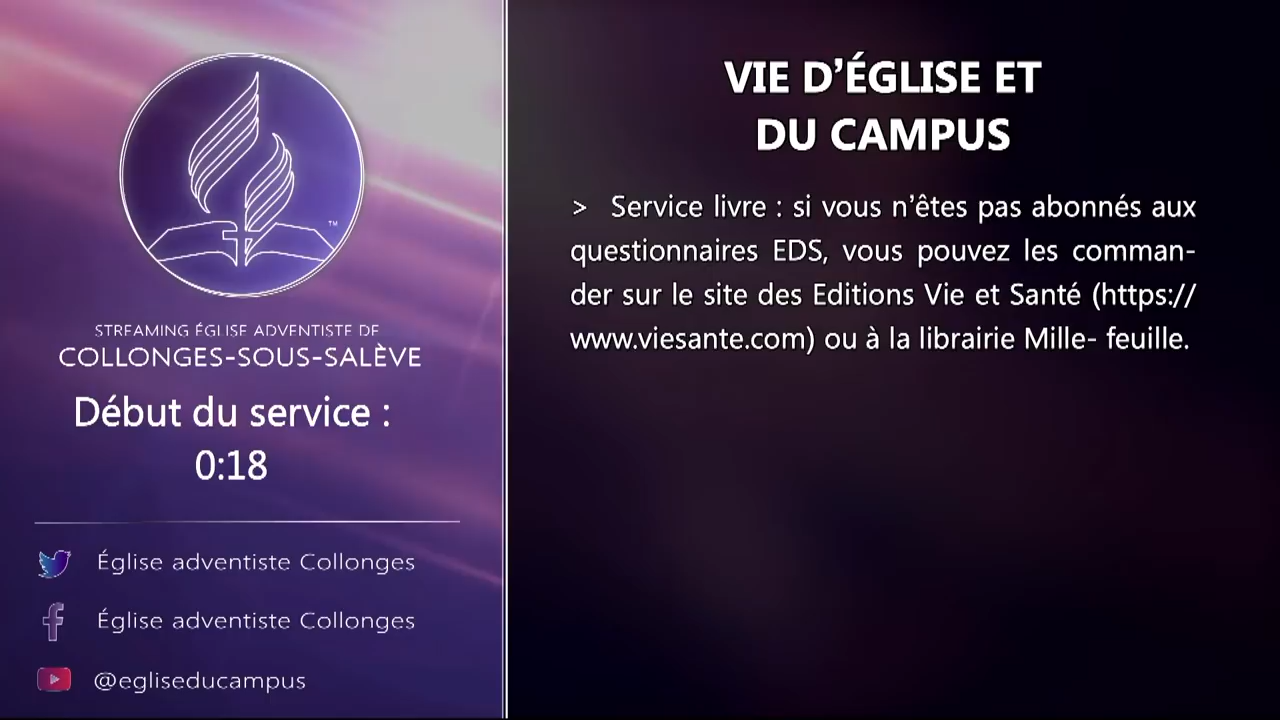 ™
STREAMING ÉGLISE ADVENTISTE DE
COLLONGES-SOUS-SALÈVE
Début du service :
0:18
Église adventiste Collonges
Église adventiste Collonges
@egliseducampus
VIE D’ÉGLISE ET
DU CAMPUS
> Service livre : si vous n’êtes pas abonnés aux
questionnaires EDS, vous pouvez les comman-
der sur le site des Editions Vie et Santé (https://
www.viesante.com) ou à la librairie Mille- feuille.